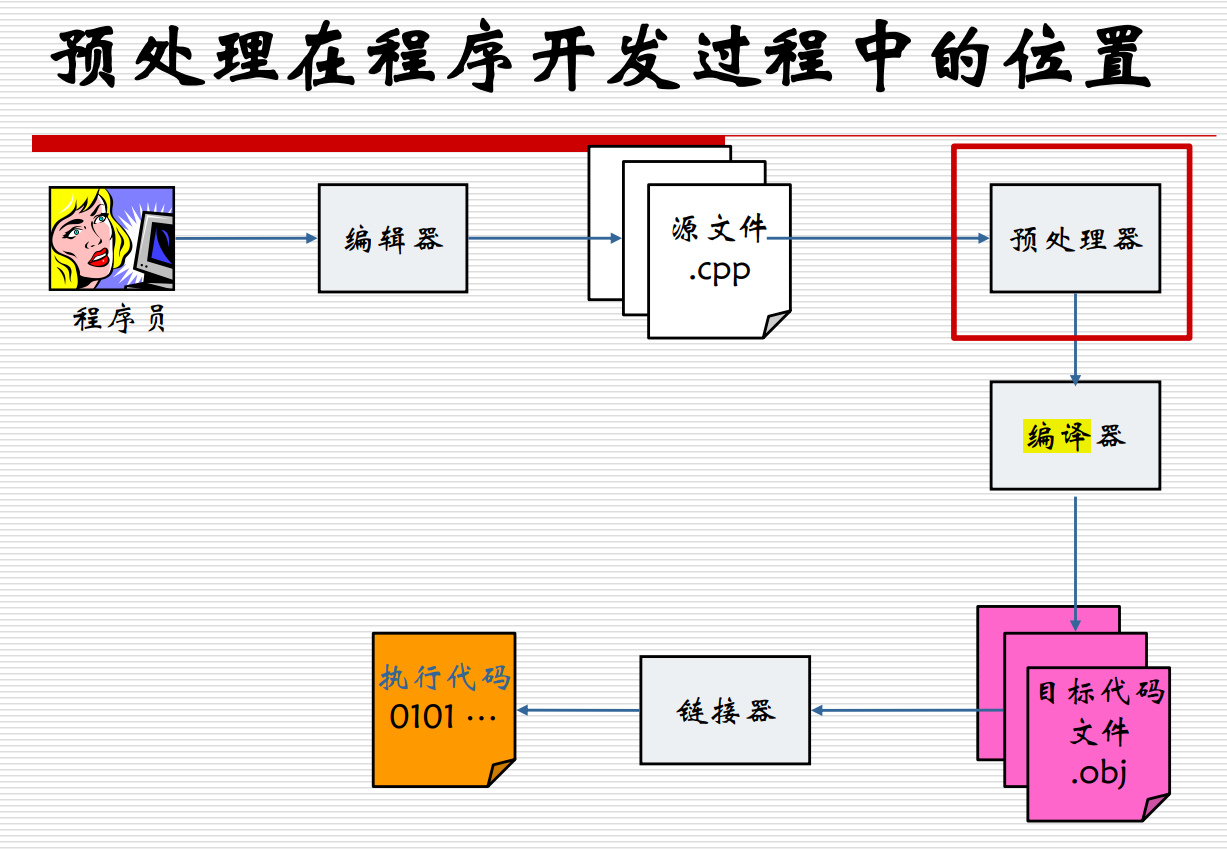 预处理在程序开发过程中的位置
程序员
编辑器
源文件
.cpp
预处理器
编译器
目标代码
文件
.obj
链接器
执行代码
0101 …